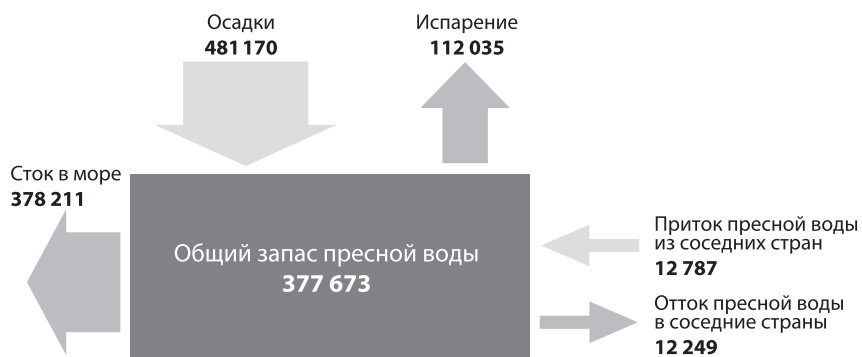 Осадки
481 170
Испарение
112 035
Сток в море
378 211
Общий запас пресной воды
377 673
Приток пресной воды
из соседних стран
12 787
Отток пресной воды
в соседние страны
12 249